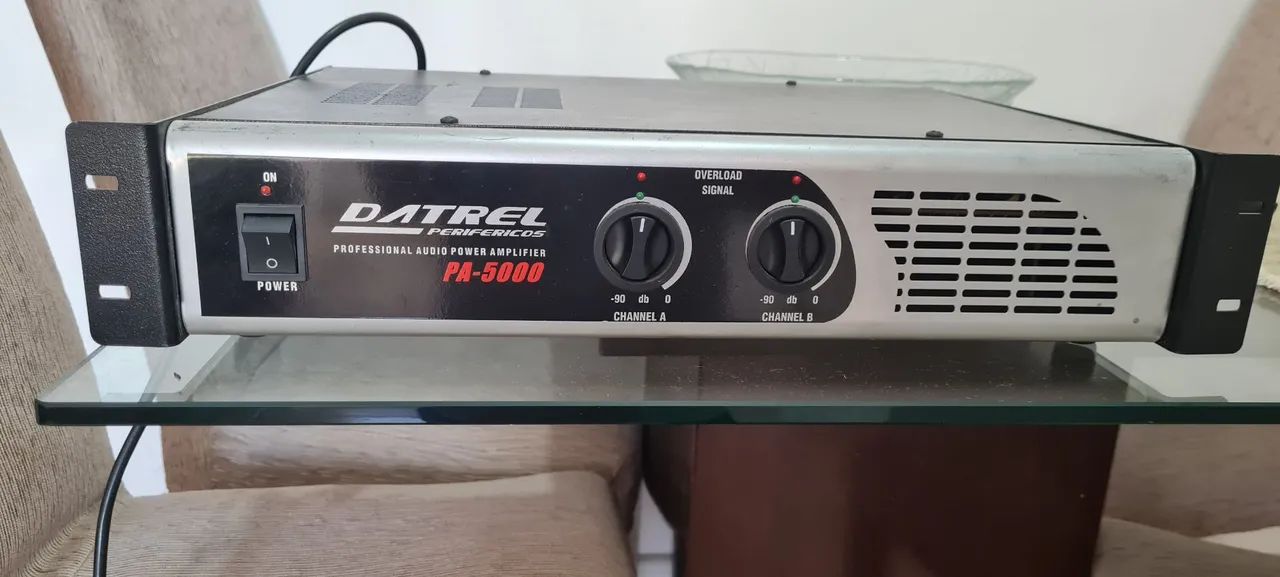 ON
POWER
DATREL
PERIFERICOS
PROFESSIONAL AUDIO POWER AMPLIFIER
PA-5000
OVERLOAD
SIGNAL
-90 db 0
CHANNEL A
-90 db 0
CHANNEL B